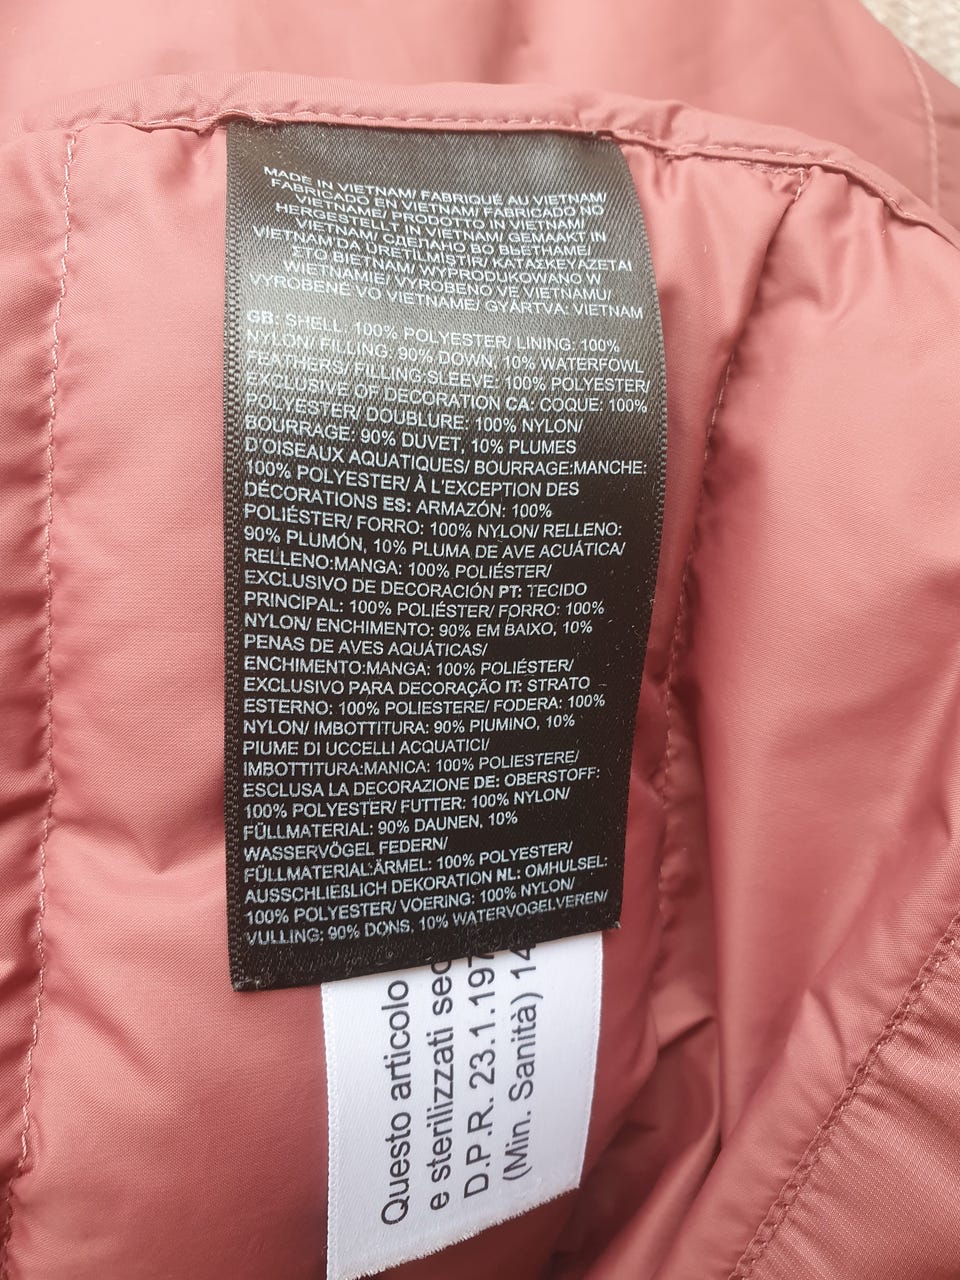 MADE IN VIETNAM/ FABRIQUÉ AU VIETNAM/
FABRICADO EN VIETNAM/ FABRICADO NO
VIETNAME/ PRODOTTO IN VIETNAM/
HERGESTELLT IN VIETNAM/ GEMAAKT IN
VIETNAM/ СДЕЛАНО ВО ВЬЕТНАМЕ/
VIETNAM'DA ÜRETİLMİŞTİR/ ΚΑΤΑΣΚΕΥΑΖΕΤΑΙ
ΣΤΟ ΒΙΕΤΝΑΜ/ WYPRODUKOWANO W
WIETNAMIE/ VYROBENO VE VIETNAMU/
VYROBENÉ VO VIETNAME/ GYÁRTVA: VIETNAM
GB: SHELL: 100% POLYESTER/ LINING: 100%
NYLON/ FILLING: 90% DOWN, 10% WATERFOWL
FEATHERS/ FILLING:SLEEVE: 100% POLYESTER/
EXCLUSIVE OF DECORATION CA: COQUE: 100%
POLYESTER/ DOUBLURE: 100% NYLON/
BOURRAGE: 90% DUVET, 10% PLUMES
D'OISEAUX AQUATIQUES/ BOURRAGE:MANCHE:
100% POLYESTER/ À L'EXCEPTION DES
DÉCORATIONS ES: ARMAZÓN: 100%
POLIÉSTER/ FORRO: 100% NYLON/ RELLENO:
90% PLUMÓN, 10% PLUMA DE AVE ACUÁTICA/
RELLENO:MANGA: 100% POLIÉSTER/
EXCLUSIVO DE DECORACIÓN PT: TECIDO
PRINCIPAL: 100% POLIÉSTER/ FORRO: 100%
NYLON/ ENCHIMENTO: 90% EM BAIXO, 10%
PENAS DE AVES AQUÁTICAS/
ENCHIMENTO:MANGA: 100% POLIÉSTER/
EXCLUSIVO PARA DECORAÇÃO IT: STRATO
ESTERNO: 100% POLIESTERE/ FODERA: 100%
NYLON/ IMBOTTITURA: 90% PIUMINO, 10%
PIUME DI UCCELLI ACQUATICI/
IMBOTTITURA:MANICA: 100% POLIESTERE/
ESCLUSA LA DECORAZIONE DE: OBERSTOFF:
100% POLYESTER/ FUTTER: 100% NYLON/
FÜLLMATERIAL: 90% DAUNEN, 10%
WASSERVÖGEL FEDERN/
FÜLLMATERIAL:ÄRMEL: 100% POLYESTER/
AUSSCHLIEßLICH DEKORATION NL: OMHULSEL:
100% POLYESTER/ VOERING: 100% NYLON/
VULLING: 90% DONS, 10% WATERVOGELVEREN/
Questo articolo
e sterilizzati sec
D.P.R. 23.1.197
(Min. Sanità) 14